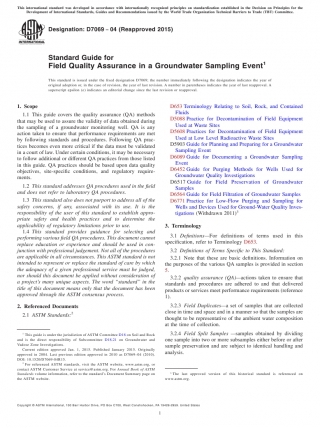 This international standard was developed in accordance with internationally recognized principles on standardization established in the Decision on Principles for the
Development of International Standards, Guides and Recommendations issued by the World Trade Organization Technical Barriers to Trade (TBT) Committee.
Designation: D7069 − 04 (Reapproved 2015)
Standard Guide for
Field Quality Assurance in a Groundwater Sampling Event1
This standard is issued under the fixed designation D7069; the number immediately following the designation indicates the year of
original adoption or, in the case of revision, the year of last revision. A number in parentheses indicates the year of last reapproval. A
superscript epsilon (ε) indicates an editorial change since the last revision or reapproval.
1. Scope
1.1 This guide covers the quality assurance (QA) methods
that may be used to assure the validity of data obtained during
the sampling of a groundwater monitoring well. QA is any
action taken to ensure that performance requirements are met
by following standards and procedures. Following QA prac-
tices becomes even more critical if the data must be validated
in a court of law. Under certain conditions, it may be necessary
to follow additional or different QA practices from those listed
in this guide. QA practices should be based upon data quality
objectives, site-specific conditions, and regulatory require-
ments.
1.2 This standard addresses QA procedures used in the field
and does not refer to laboratory QA procedures.
1.3 This standard does not purport to address all of the
safety concerns, if any, associated with its use. It is the
responsibility of the user of this standard to establish appro-
priate safety and health practices and to determine the
applicability of regulatory limitations prior to use.
1.4 This standard provides guidance for selecting and
performing various field QA procedures. This document cannot
replace education or experience and should be used in con-
junction with professional judgment. Not all of the procedures
are applicable in all circumstances. This ASTM standard is not
intended to represent or replace the standard of care by which
the adequacy of a given professional service must be judged,
nor should this document be applied without consideration of
a project's many unique aspects. The word "standard" in the
title of this document means only that the document has been
approved through the ASTM consensus process.
2. Referenced Documents
2.1 ASTM Standards:2
1 This guide is under the jurisdiction of ASTM Committee D18 on Soil and Rock
and is the direct responsibility of Subcommittee D18.21 on Groundwater and
Vadose Zone Investigations.
Current edition approved Jan. 1, 2015. Published January 2015. Originally
approved in 2004. Last previous edition approved in 2010 as D7069–04(2010).
DOI: 10.1520/D7069-04R15.
2 For referenced ASTM standards, visit the ASTM website, www.astm.org, or
contact ASTM Customer Service at service@astm.org. For Annual Book of ASTM
Standards volume information, refer to the standard's Document Summary page on
the ASTM website.
D653 Terminology Relating to Soil, Rock, and Contained
Fluids
D5088 Practice for Decontamination of Field Equipment
Used at Waste Sites
D5608 Practices for Decontamination of Field Equipment
Used at Low Level Radioactive Waste Sites
D5903 Guide for Planning and Preparing for a Groundwater
Sampling Event
D6089 Guide for Documenting a Groundwater Sampling
Event
D6452 Guide for Purging Methods for Wells Used for
Groundwater Quality Investigations
D6517 Guide for Field Preservation of Groundwater
Samples
D6564 Guide for Field Filtration of Groundwater Samples
D6771 Practice for Low-Flow Purging and Sampling for
Wells and Devices Used for Ground-Water Quality Inves-
tigations (Withdrawn 2011)3
3. Terminology
3.1 Definitions—For definitions of terms used in this
specification, refer to Terminology D653.
3.2 Definitions of Terms Specific to This Standard:
3.2.1 Note that these are basic definitions. Information on
the purposes of the various QA samples is provided in section
5.
3.2.2 quality assurance (QA)—actions taken to ensure that
standards and procedures are adhered to and that delivered
products or services meet performance requirements (reference
1).
3.2.3 Field Duplicates—a set of samples that are collected
close in time and space and in a manner so that the samples are
thought to be representative of the ambient water composition
at the time of collection.
3.2.4 Field Split Samples —samples obtained by dividing
one sample into two or more subsamples either before or after
sample preservation and are subject to identical handling and
analysis.
3 The last approved version of this historical standard is referenced on
www.astm.org.
Copyright © ASTM International, 100 Barr Harbor Drive, PO Box C700, West Conshohocken, PA 19428-2959. United States
1